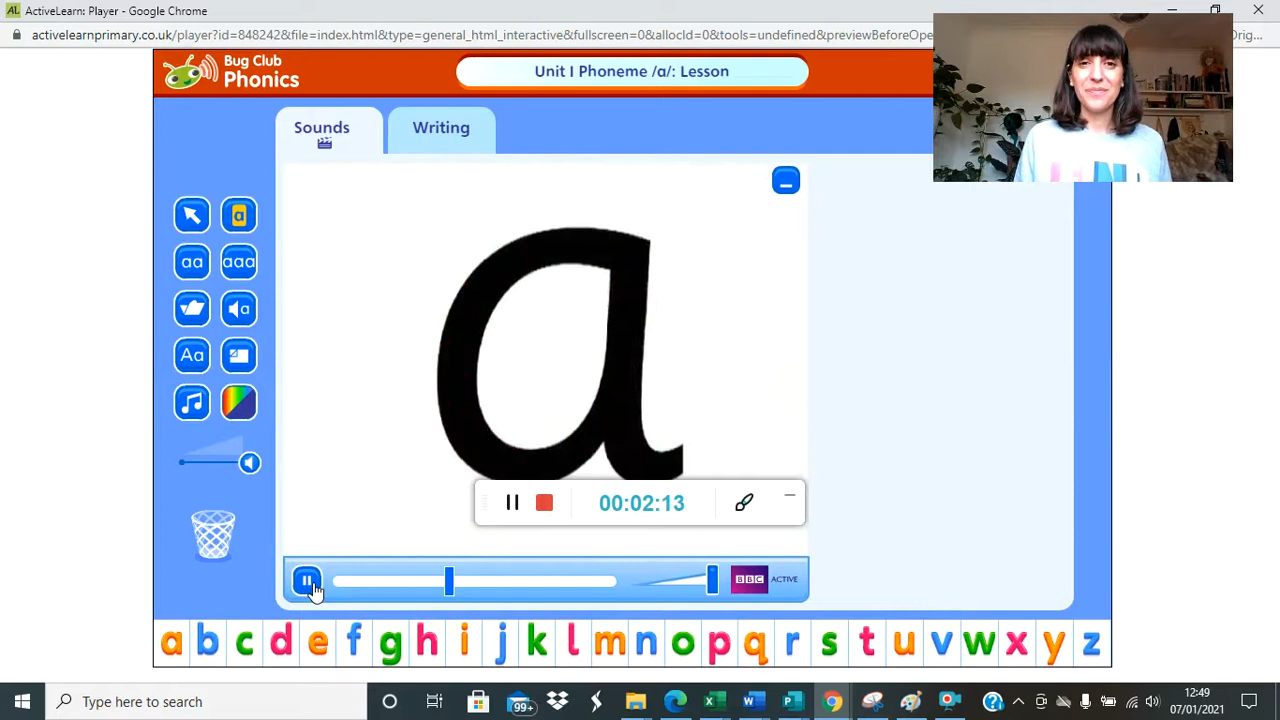 ActiveLearn: Player - Google Chrome
activelearnprimary.co.uk/player?id=848242&file=index.html&type=general_html_interactive&fullscreen=0&allocId=0&tools=undefined&previewBeforeOpe
Orig...
Bug Club
Phonics
Unit 1 Phoneme /a/: Lesson
Sounds
Writing
a
aa
aaa
a
Aa
a
00:02:13
BBC
ACTIVE
a b c d e f g h i j k l m n o p q r s t u v w x y z
Type here to search
99+
12:49
07/01/2021